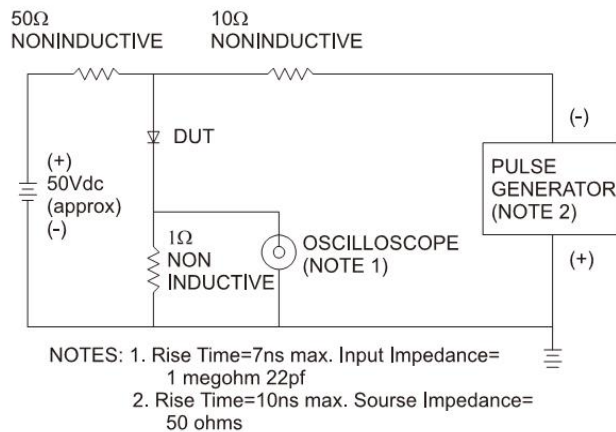 50Ω
NONINDUCTIVE
10Ω
NONINDUCTIVE
DUT
(+)
50Vdc
(approx)
(-)
1Ω
NON
INDUCTIVE
OSCILLOSCOPE
(NOTE 1)
(-)
PULSE
GENERATOR
(NOTE 2)
(+)
NOTES: 1. Rise Time=7ns max. Input Impedance=
1 megohm 22pf
2. Rise Time=10ns max. Sourse Impedance=
50 ohms